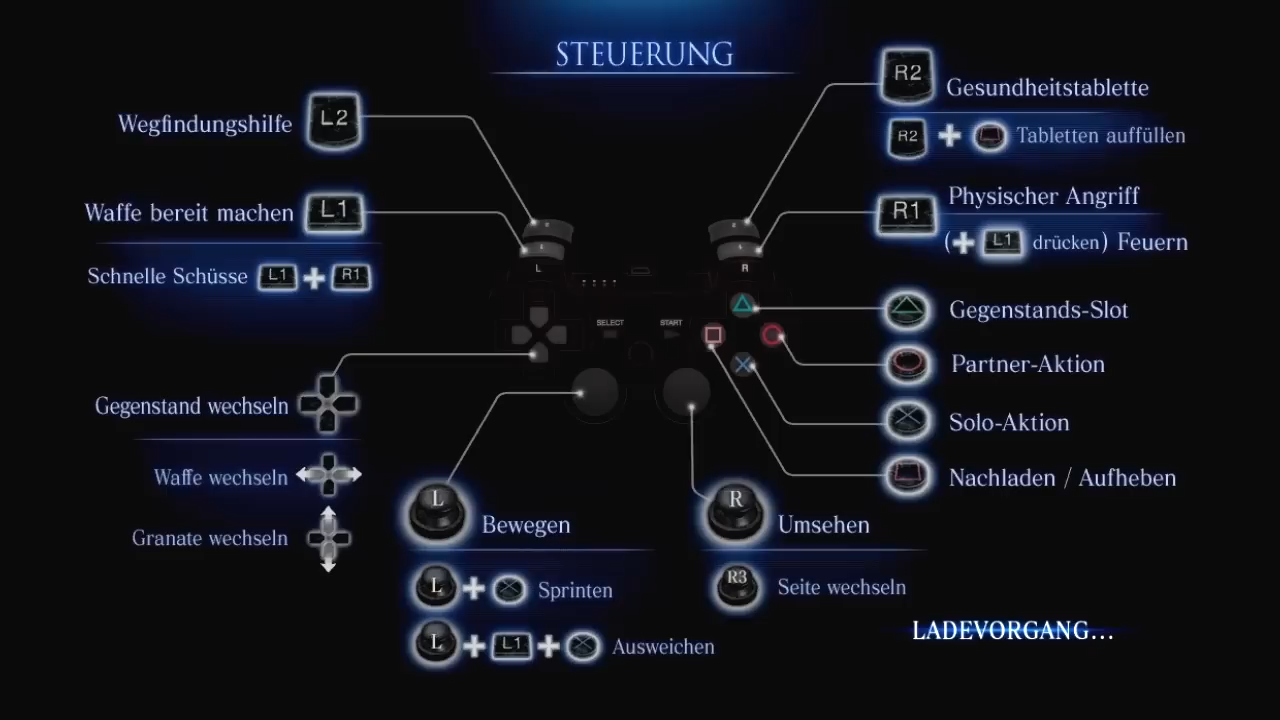 STEUERUNG
Wegfindungshilfe L2
Waffe bereit machen L1
Schnelle Schüsse L1 + R1
Gegenstand wechseln
Waffe wechseln
Granate wechseln
L
R
SELECT
START
R2 Gesundheitstablette
R2 + Tabletten auffüllen
R1 Physischer Angriff
(+ L1 drücken) Feuern
Gegenstands-Slot
Partner-Aktion
Solo-Aktion
Nachladen / Aufheben
L Bewegen
L + Sprinten
L + L1 + Ausweichen
R Umsehen
R3 Seite wechseln
LADEVORGANG...